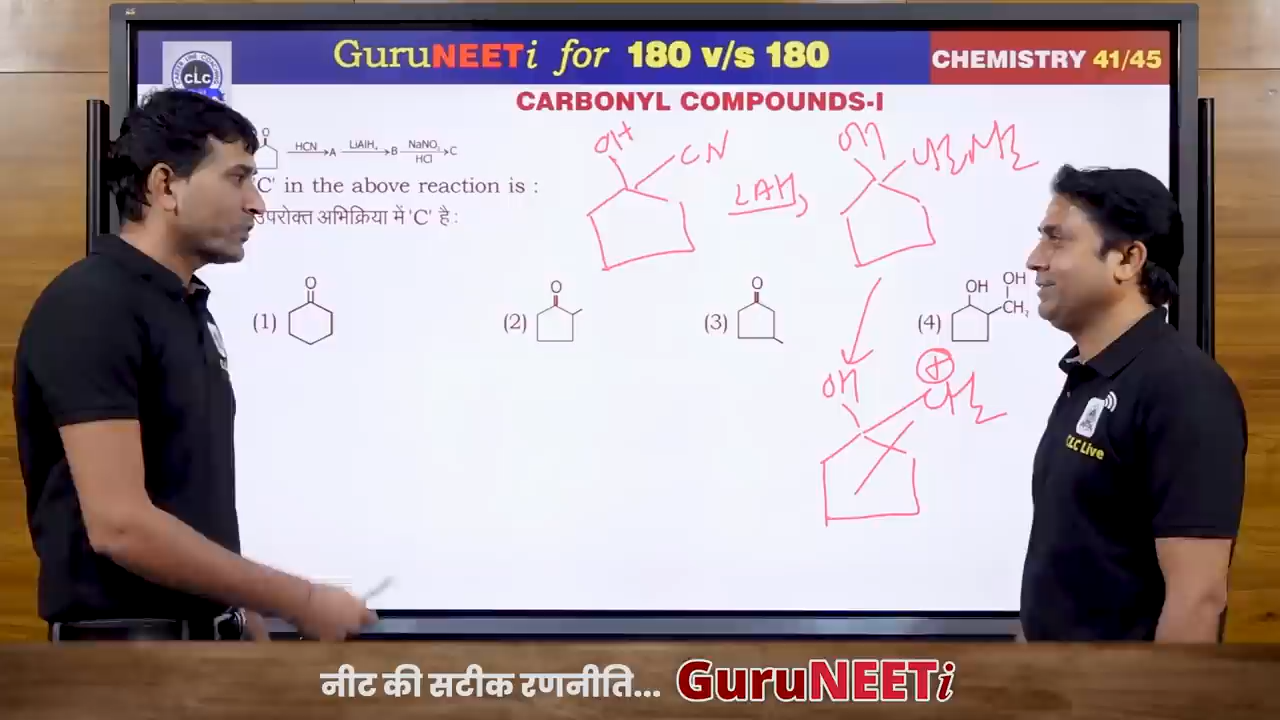 GuruNEETi for 180 v/s 180
CHEMISTRY 41/45
CLC
CARBONYL COMPOUNDS-I
O
HCN A LiAlH₄ B NaNO₂ HCl C
'C' in the above reaction is :
उपरोक्त अभिक्रिया में 'C' है :
OH
CN
LAH,
OH
CH₂NH₂
(1) O
(2) O
(3) O
(4) OH OH CH₂
OH
+
CH₂
CLC Live
नीट की सटीक रणनीति... GuruNEETi